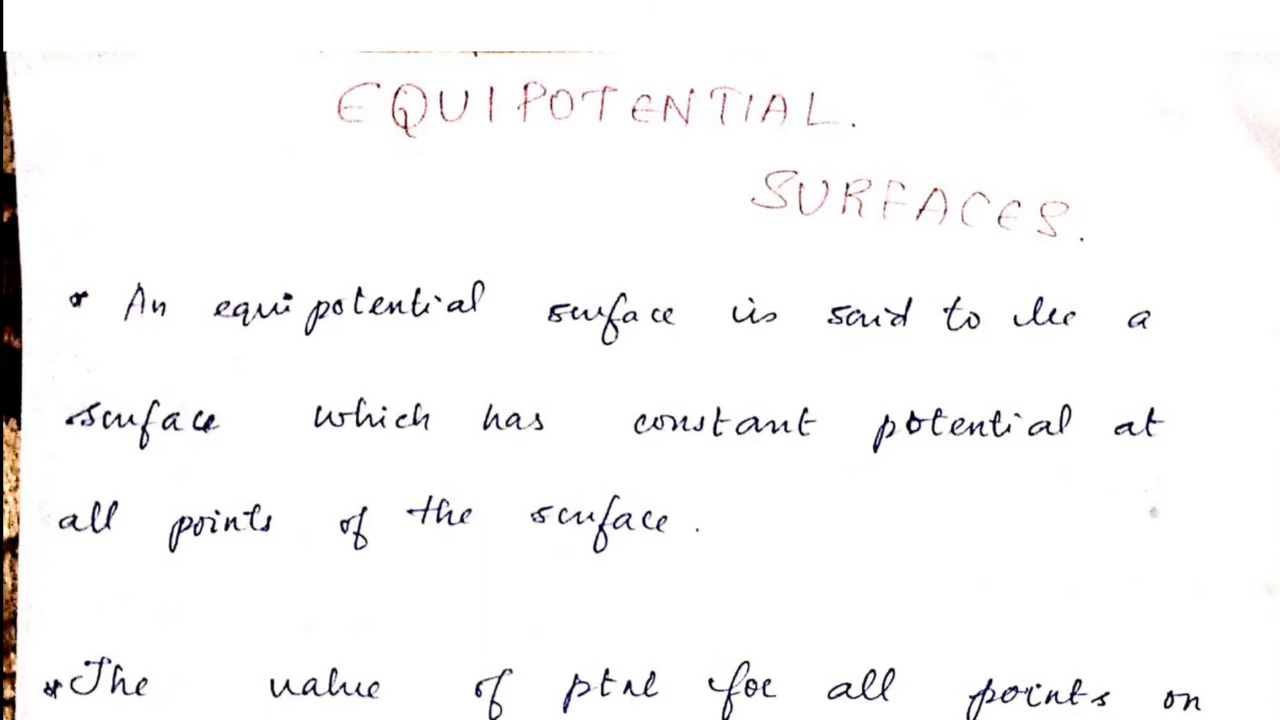 EQUIPOTENTIAL.
SURFACES.
* An equipotential surface is said to be a
surface which has constant potential at
all points of the surface.
* The value of ptnl for all points on